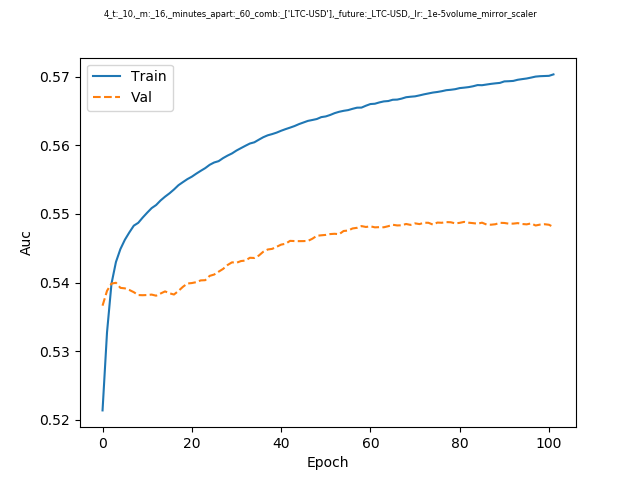 4_t:_10,_m:_16,_minutes_apart:_60_comb:_['LTC-USD'],_future:_LTC-USD,_lr:_1e-5volume_mirror_scaler
Train
Val
0.57
0.56
0.55
0.54
0.53
0.52
Auc
0 20 40 60 80 100
Epoch